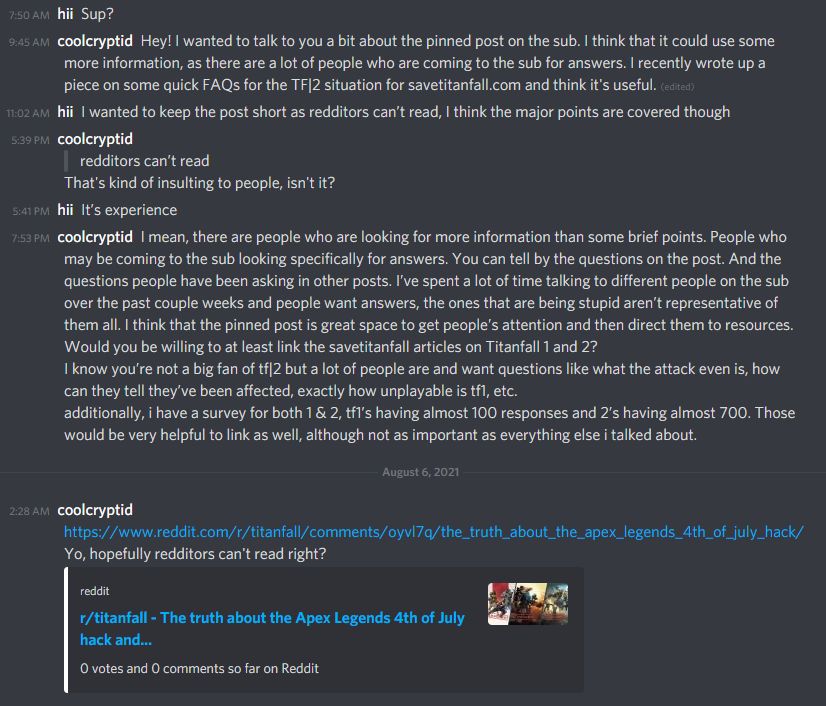 7:50 AM hii Sup?
9:45 AM coolcryptid Hey! I wanted to talk to you a bit about the pinned post on the sub. I think that it could use some
more information, as there are a lot of people who are coming to the sub for answers. I recently wrote up a
piece on some quick FAQs for the TF|2 situation for savetitanfall.com and think it's useful. (edited)
11:02 AM hii I wanted to keep the post short as redditors can't read, I think the major points are covered though
5:39 PM coolcryptid
redditors can't read
That's kind of insulting to people, isn't it?
5:41 PM hii It's experience
7:53 PM coolcryptid I mean, there are people who are looking for more information than some brief points. People who
may be coming to the sub looking specifically for answers. You can tell by the questions on the post. And the
questions people have been asking in other posts. I've spent a lot of time talking to different people on the sub
over the past couple weeks and people want answers, the ones that are being stupid aren't representative of
them all. I think that the pinned post is great space to get people's attention and then direct them to resources.
Would you be willing to at least link the savetitanfall articles on Titanfall 1 and 2?
I know you're not a big fan of tf|2 but a lot of people are and want questions like what the attack even is, how
can they tell they've been affected, exactly how unplayable is tf1, etc.
additionally, i have a survey for both 1 & 2, tf1's having almost 100 responses and 2's having almost 700. Those
would be very helpful to link as well, although not as important as everything else i talked about.
August 6, 2021
2:28 AM coolcryptid
https://www.reddit.com/r/titanfall/comments/oyvl7q/the_truth_about_the_apex_legends_4th_of_july_hack/
Yo, hopefully redditors can't read right?
reddit
r/titanfall - The truth about the Apex Legends 4th of July
hack and...
0 votes and 0 comments so far on Reddit